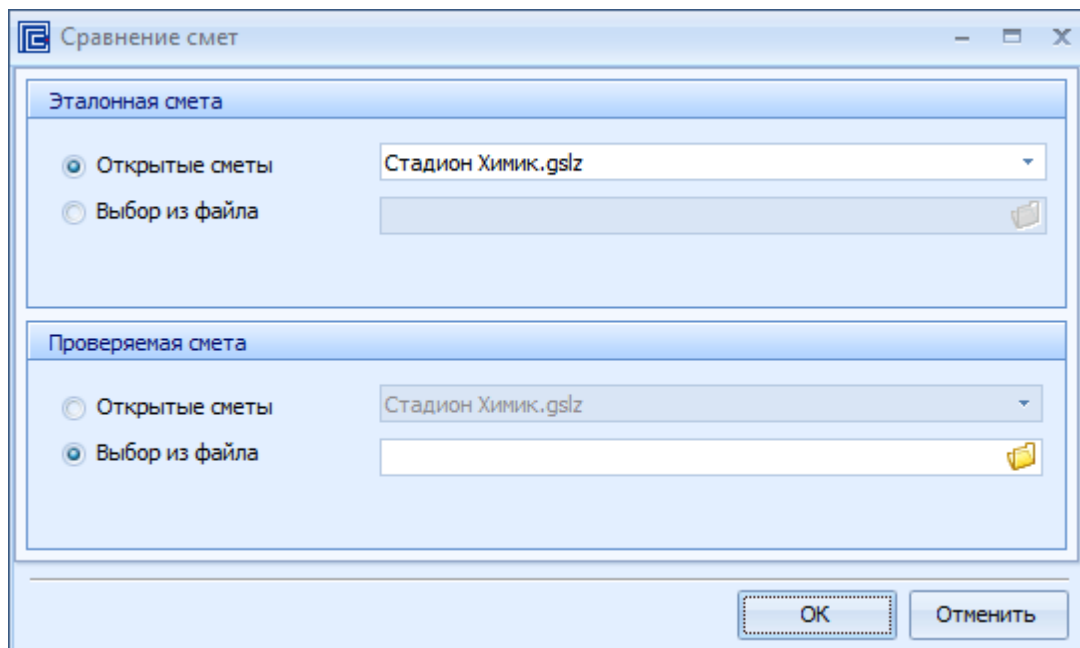 Сравнение смет
Эталонная смета
Открытые сметы Стадион Химик.gslz
Выбор из файла
Проверяемая смета
Открытые сметы Стадион Химик.gslz
Выбор из файла
ОК Отменить